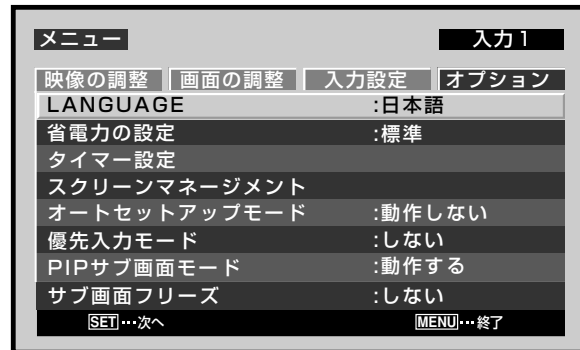 メニュー 入力1
映像の調整 画面の調整 入力設定 オプション
LANGUAGE :日本語
省電力の設定 :標準
タイマー設定
スクリーンマネージメント
オートセットアップモード :動作しない
優先入力モード :しない
PIPサブ画面モード :動作する
サブ画面フリーズ :しない
SET…次へ MENU…終了